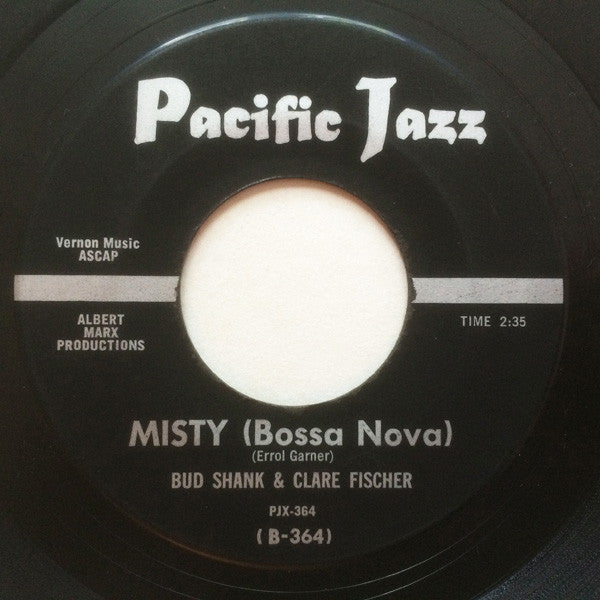 Pacific Jazz
Vernon Music
ASCAP
ALBERT
MARX
PRODUCTIONS
TIME 2:35
MISTY (Bossa Nova)
(Errol Garner)
BUD SHANK & CLARE FISCHER
PJX-364
(B-364)